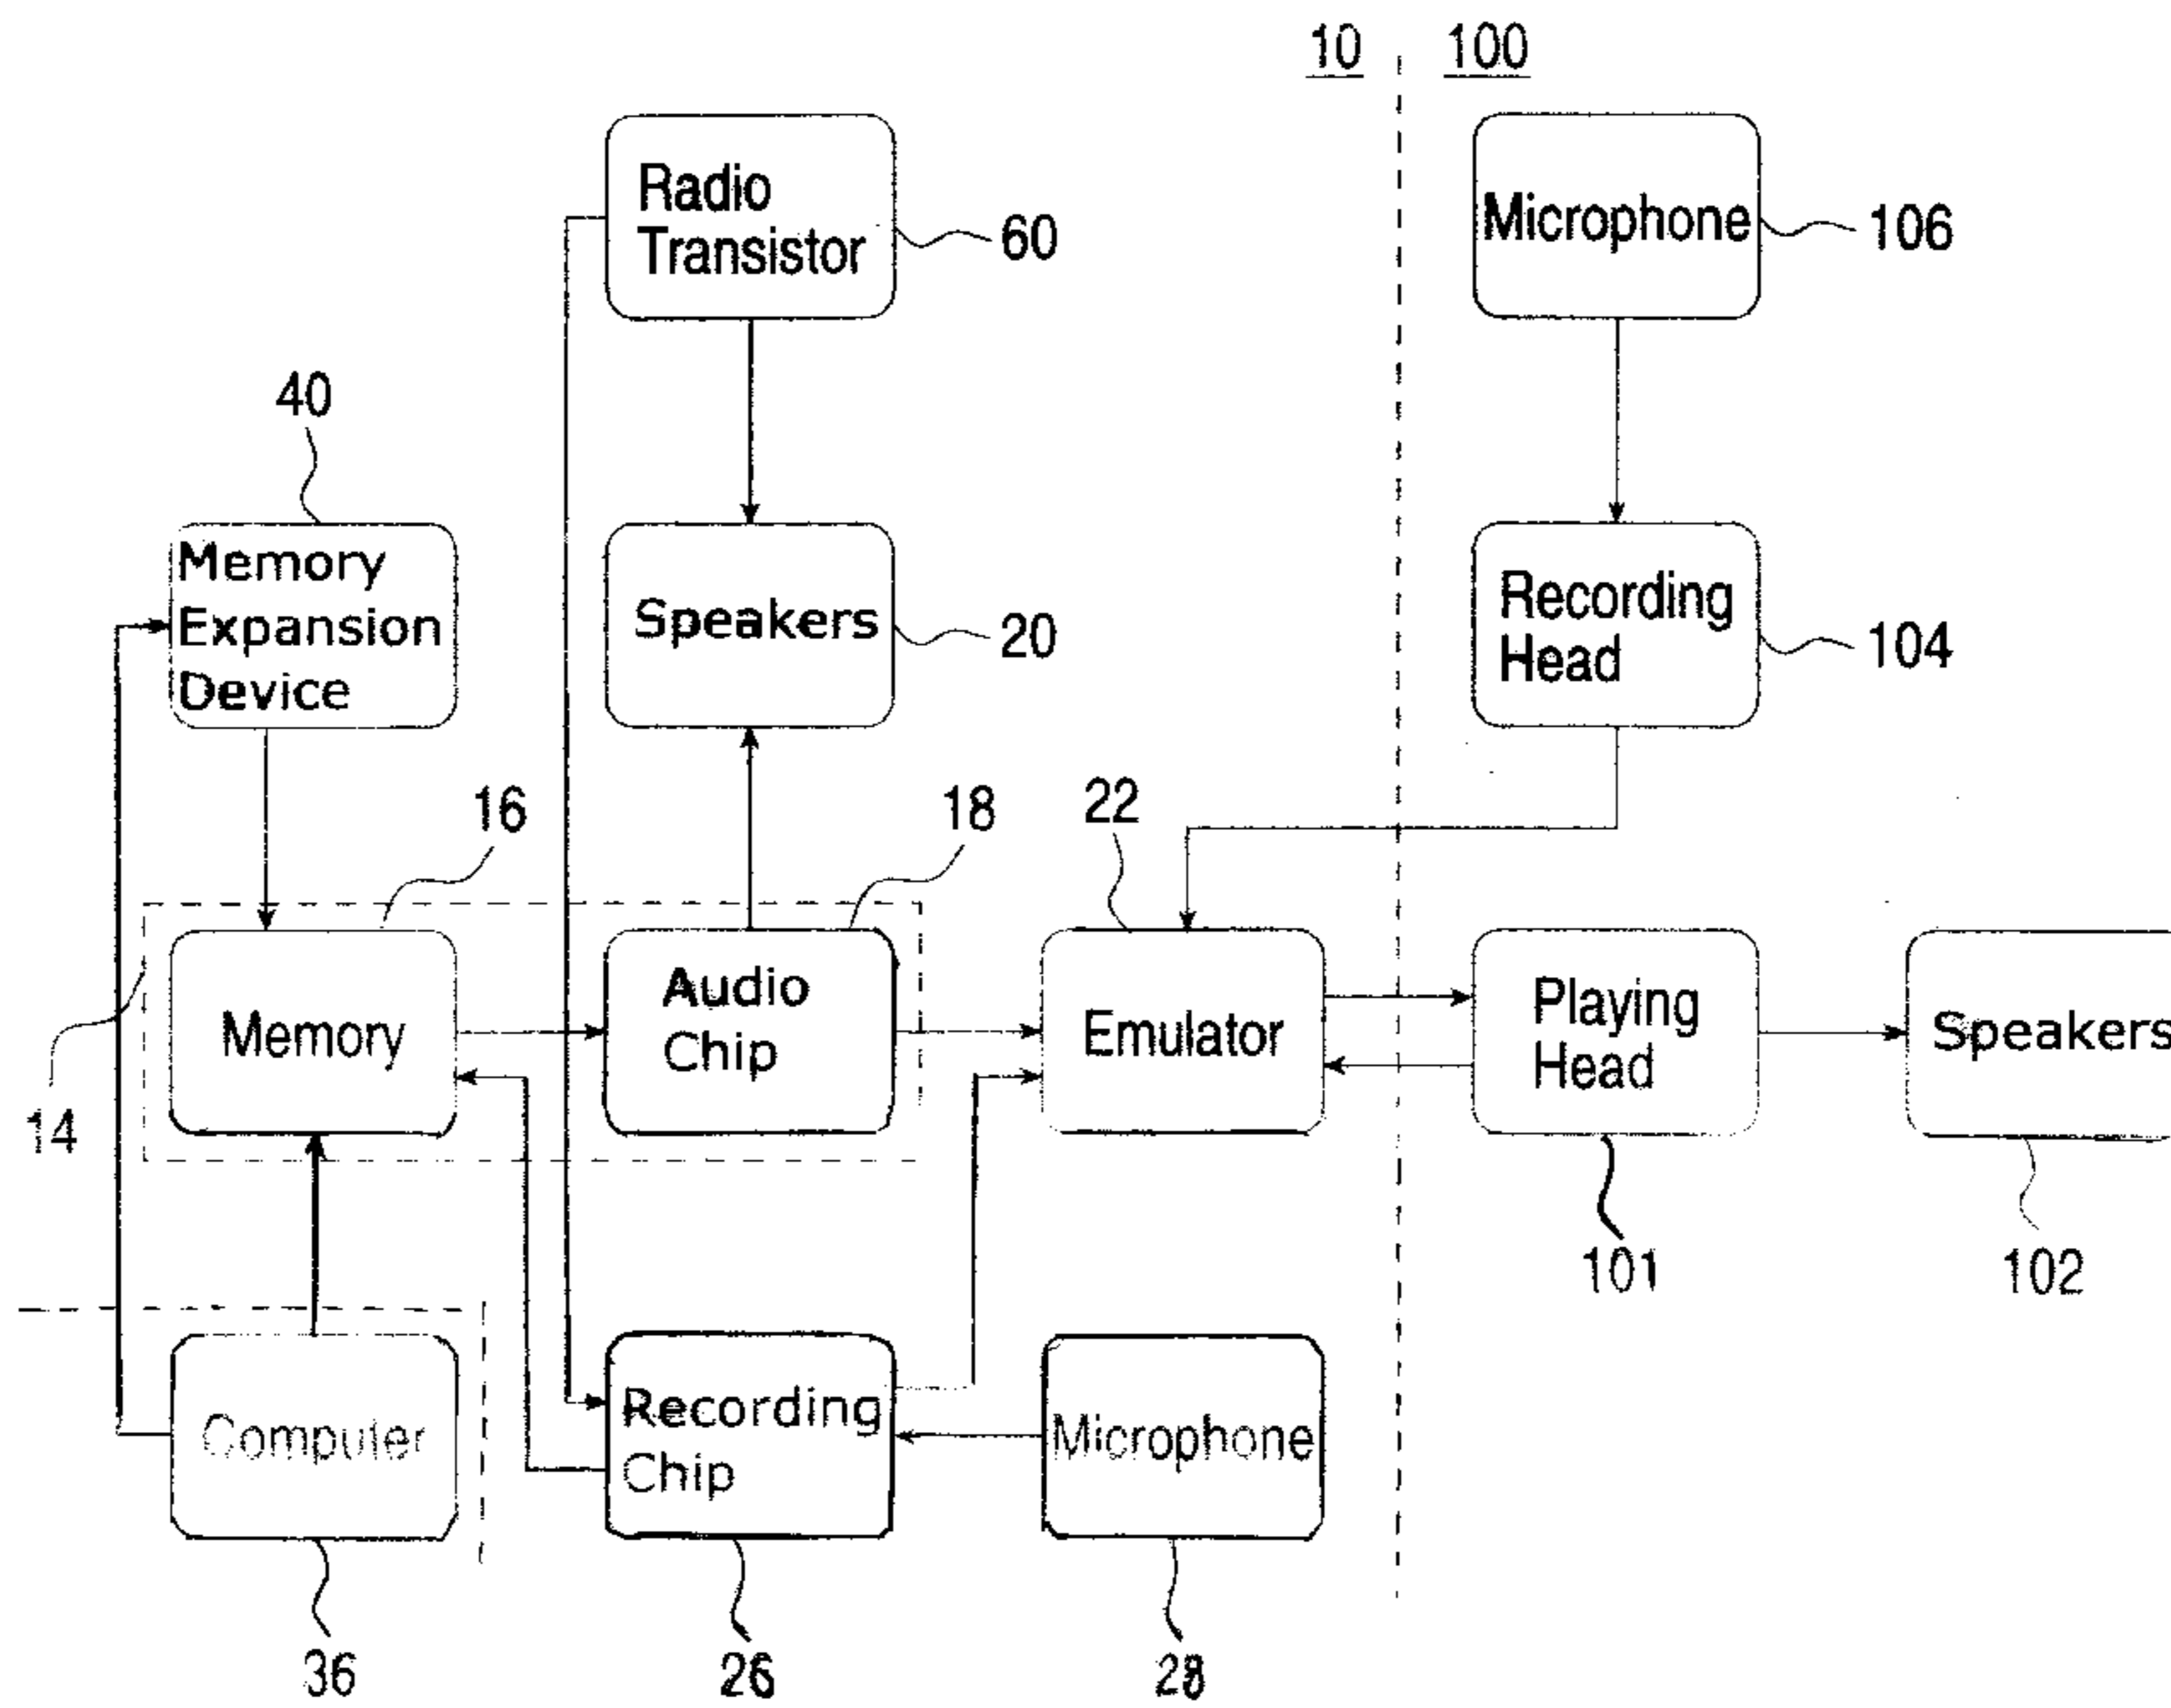 10
100
Radio
Transistor
60
Microphone
106
40
Memory
Expansion
Device
Speakers
20
Recording
Head
104
16
18
22
14
Memory
Audio
Chip
Emulator
Playing
Head
Speakers
101
102
Computer
Recording
Chip
Microphone
36
26
28